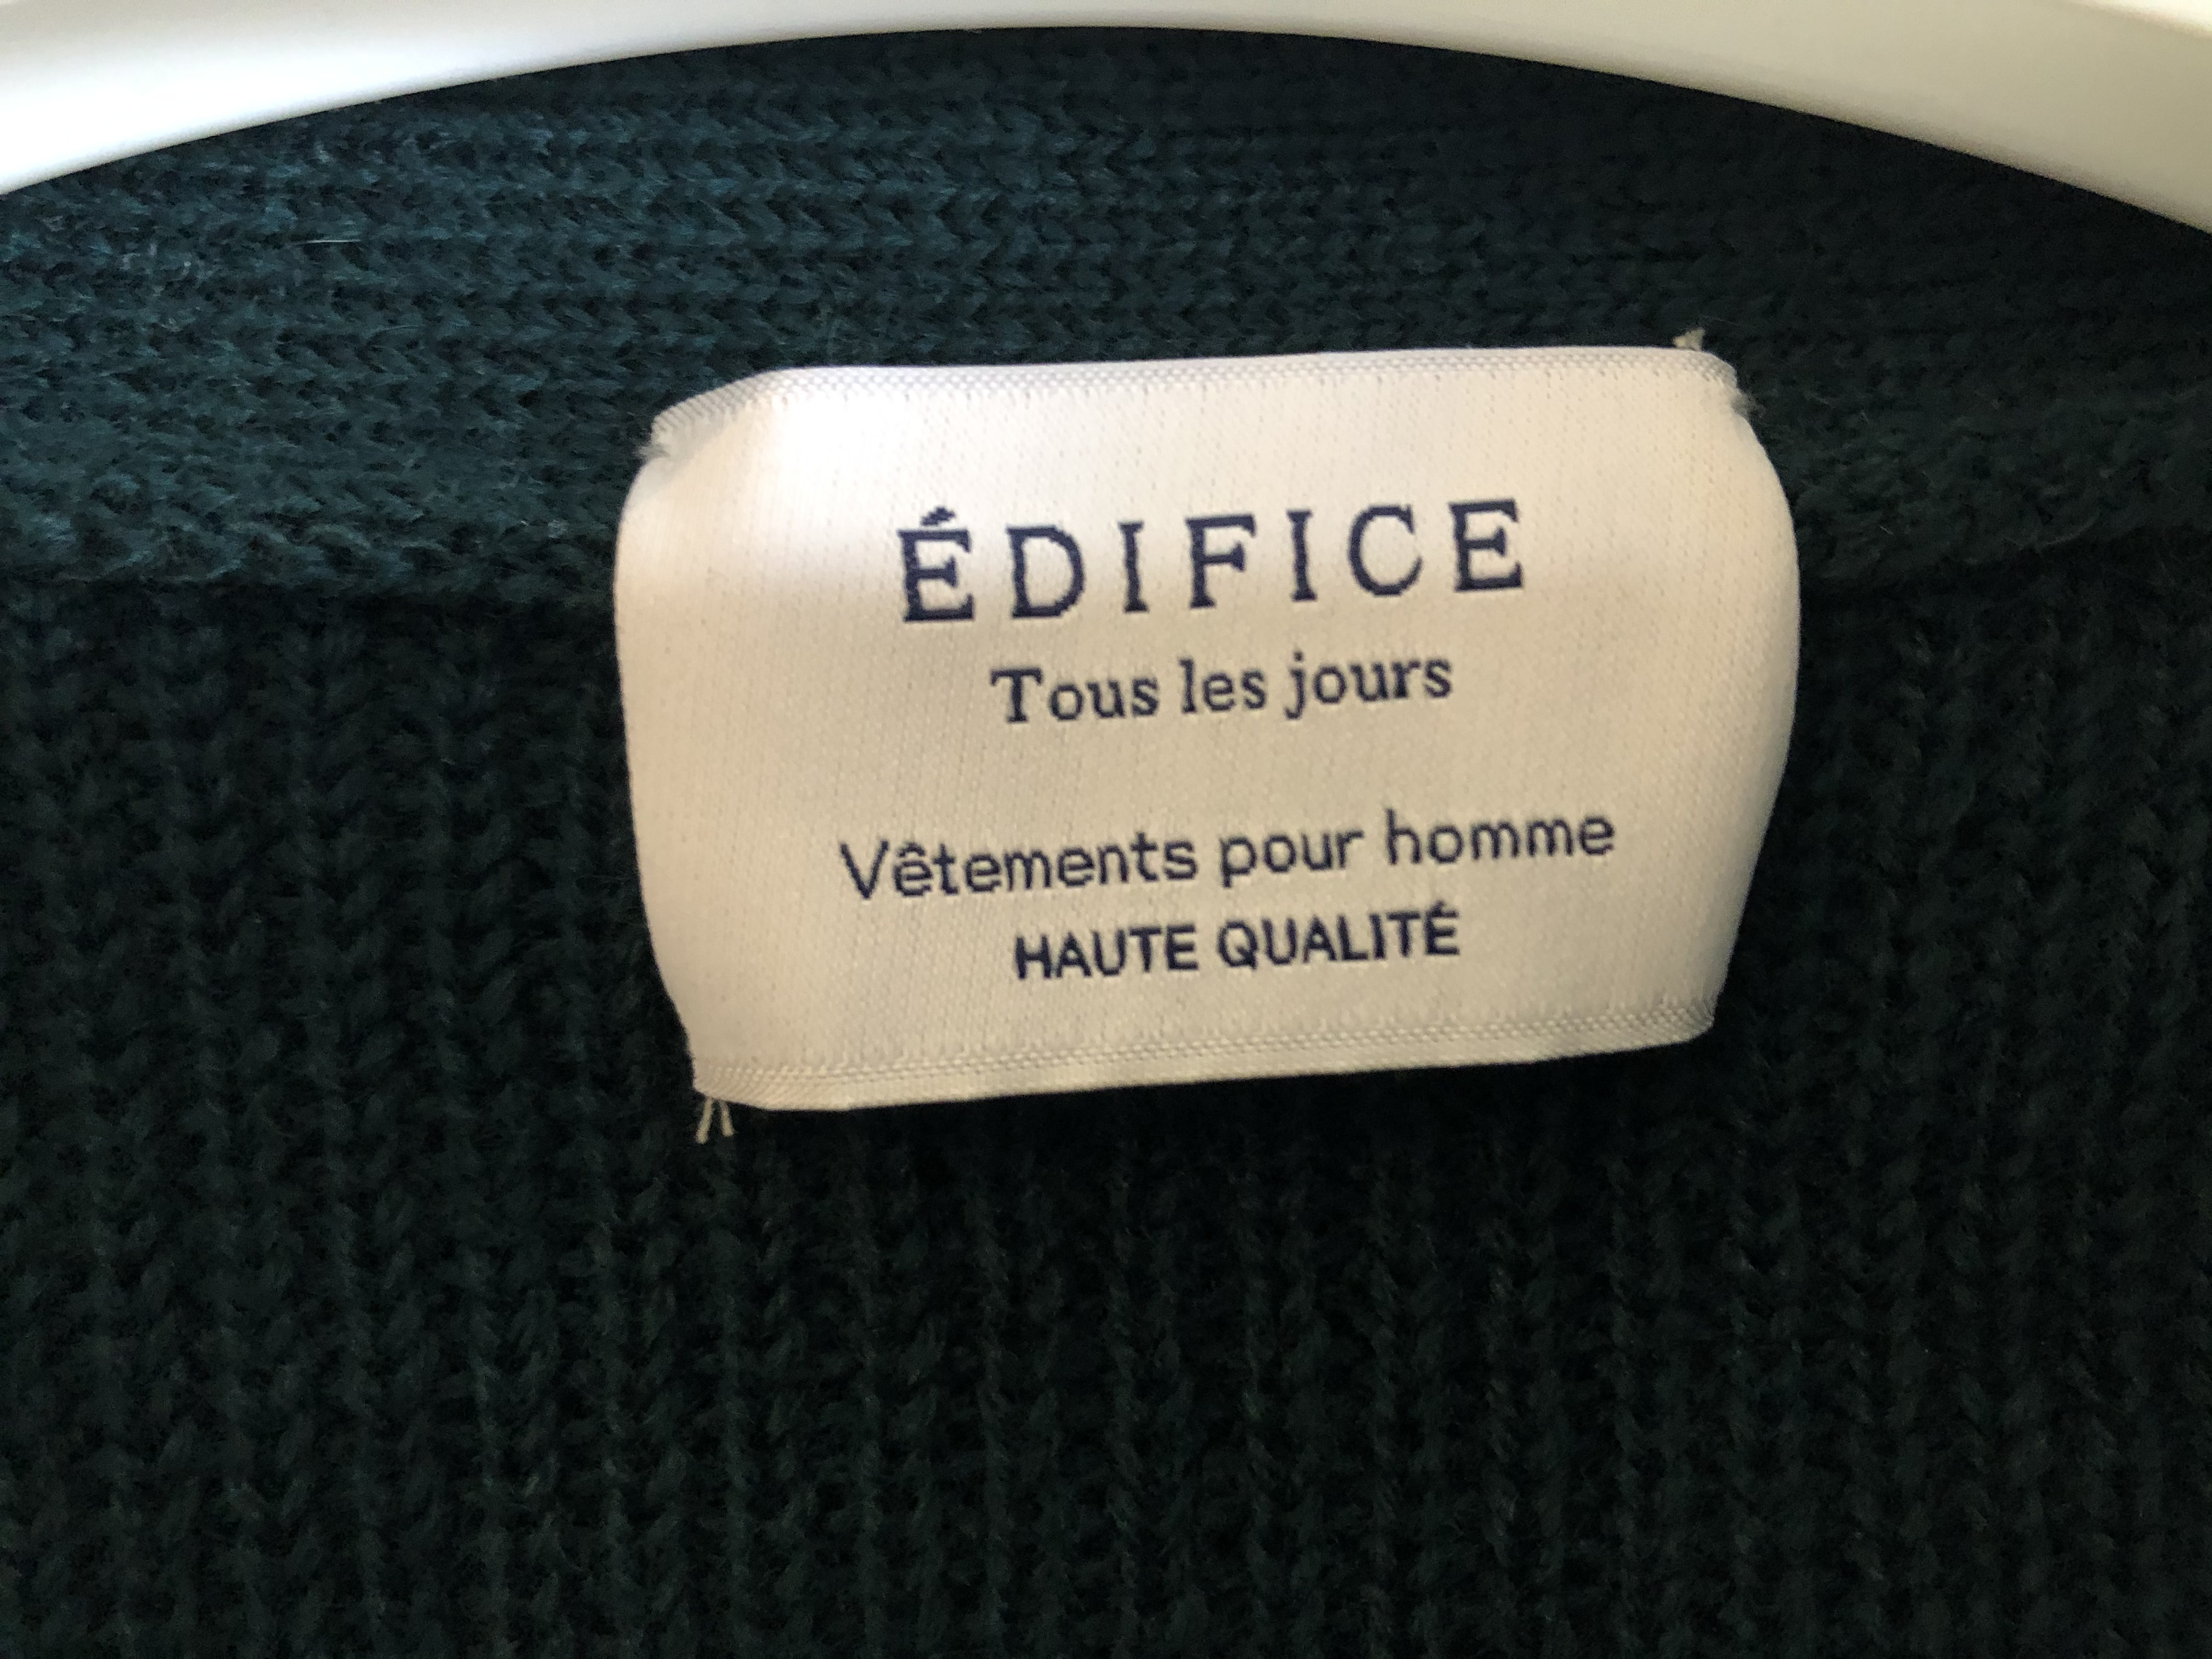 ÉDIFICE
Tous les jours
Vêtements pour homme
HAUTE QUALITÉ